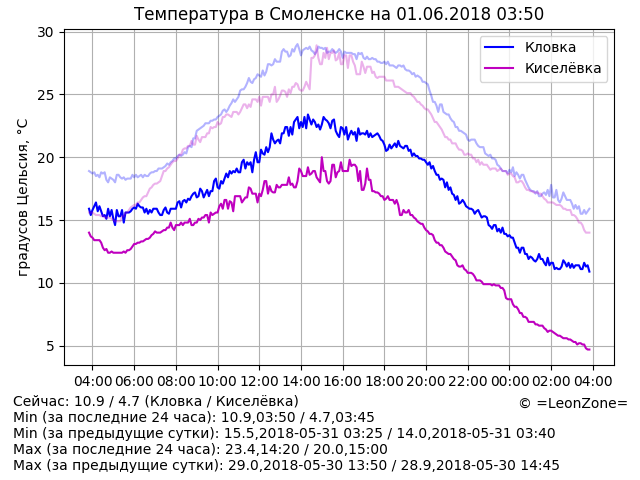 Температура в Смоленске на 01.06.2018 03:50
30
25
20
15
10
5
градусов Цельсия, °C
Кловка
Киселёвка
04:00 06:00 08:00 10:00 12:00 14:00 16:00 18:00 20:00 22:00 00:00 02:00 04:00
Сейчас: 10.9 / 4.7 (Кловка / Киселёвка)
© =LeonZone=
Min (за последние 24 часа): 10.9,03:50 / 4.7,03:45
Min (за предыдущие сутки): 15.5,2018-05-31 03:25 / 14.0,2018-05-31 03:40
Max (за последние 24 часа): 23.4,14:20 / 20.0,15:00
Max (за предыдущие сутки): 29.0,2018-05-30 13:50 / 28.9,2018-05-30 14:45